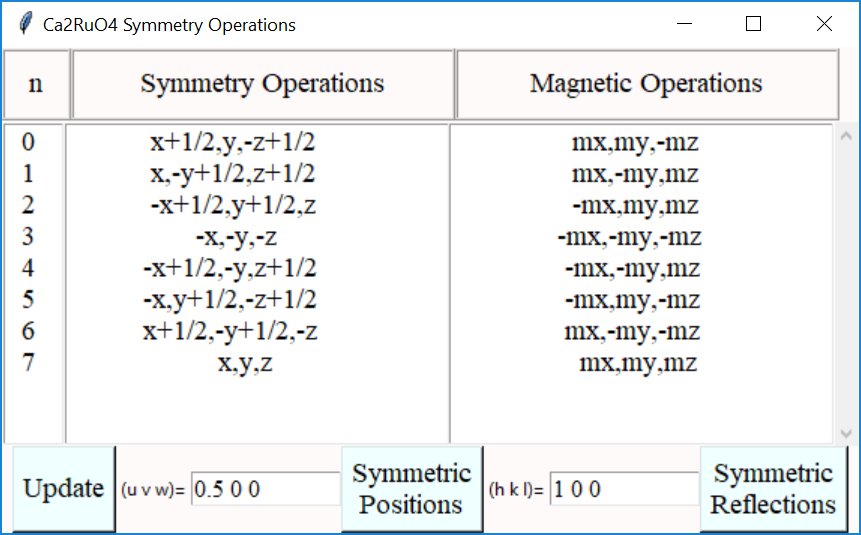 Ca2RuO4 Symmetry Operations
n Symmetry Operations Magnetic Operations
0 x+1/2,y,-z+1/2 mx,my,-mz
1 x,-y+1/2,z+1/2 mx,-my,mz
2 -x+1/2,y+1/2,z -mx,my,mz
3 -x,-y,-z -mx,-my,-mz
4 -x+1/2,-y,z+1/2 -mx,-my,mz
5 -x,y+1/2,-z+1/2 -mx,my,-mz
6 x+1/2,-y+1/2,-z mx,-my,-mz
7 x,y,z mx,my,mz
Update (u v w)= 0.5 0 0 Symmetric Positions (h k l)= 1 0 0 Symmetric Reflections